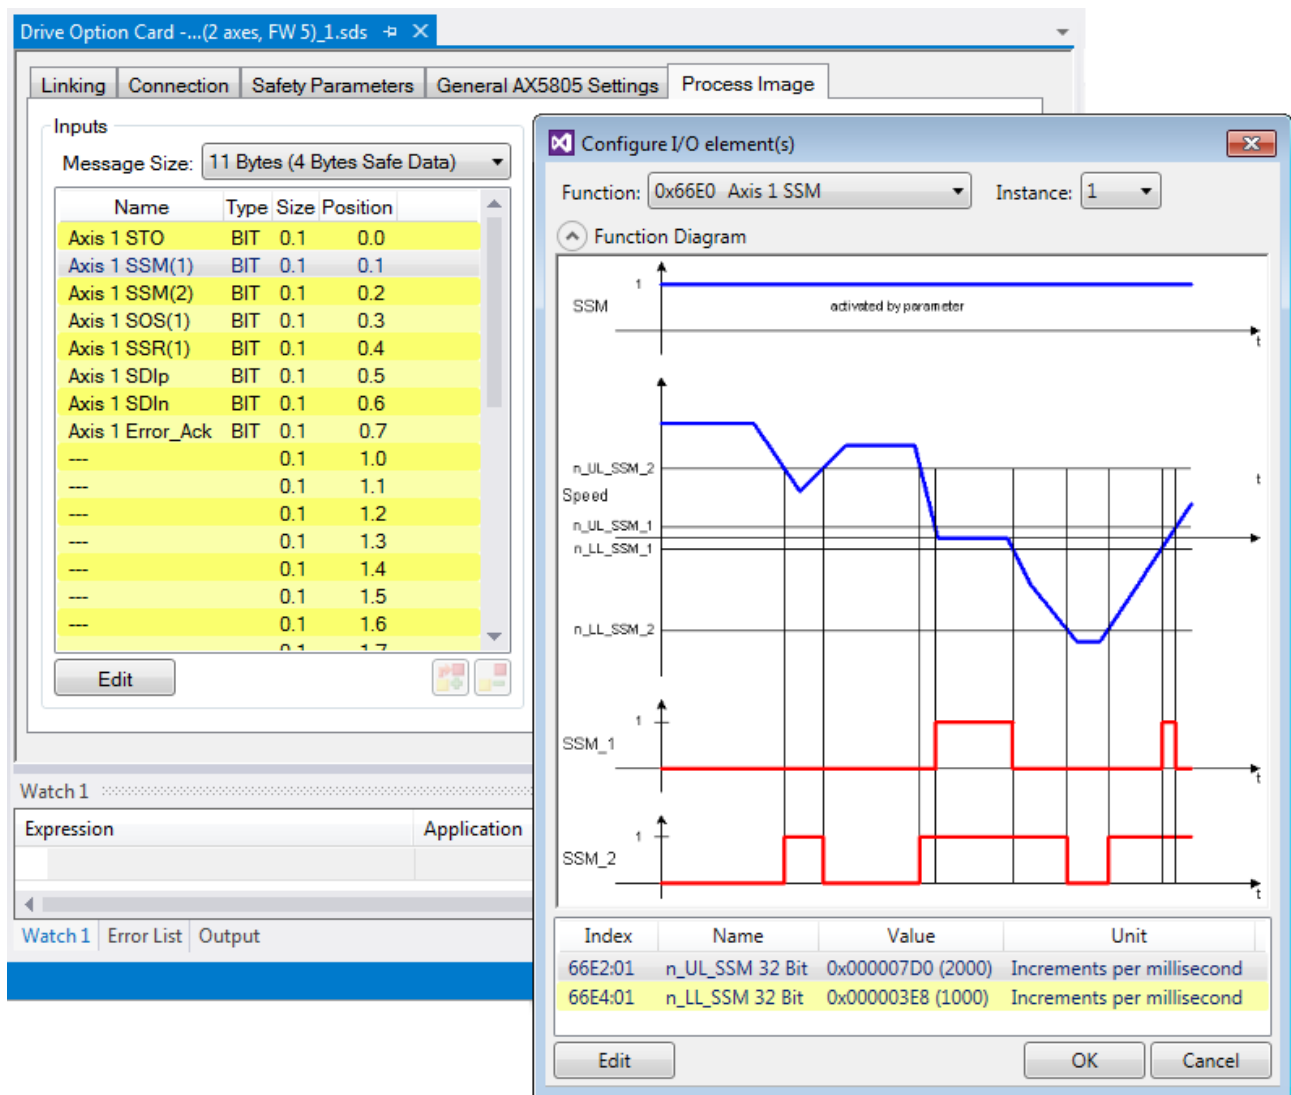 Drive Option Card -...(2 axes, FW 5)_1.sds
Linking Connection Safety Parameters General AX5805 Settings Process Image
Inputs
Message Size: 11 Bytes (4 Bytes Safe Data)
Name Type Size Position
Axis 1 STO BIT 0.1 0.0
Axis 1 SSM(1) BIT 0.1 0.1
Axis 1 SSM(2) BIT 0.1 0.2
Axis 1 SOS(1) BIT 0.1 0.3
Axis 1 SSR(1) BIT 0.1 0.4
Axis 1 SDIp BIT 0.1 0.5
Axis 1 SDIn BIT 0.1 0.6
Axis 1 Error_Ack BIT 0.1 0.7
--- 0.1 1.0
--- 0.1 1.1
--- 0.1 1.2
--- 0.1 1.3
--- 0.1 1.4
--- 0.1 1.5
--- 0.1 1.6
0.1 1.7
Edit
Watch 1
Expression Application
Watch 1 Error List Output
Configure I/O element(s)
Function: 0x66E0 Axis 1 SSM Instance: 1
Function Diagram
1
SSM
activated by parameter
t
n_UL_SSM_2
t
Speed
n_UL_SSM_1
n_LL_SSM_1
n_LL_SSM_2
1
SSM_1
t
1
SSM_2
t
Index Name Value Unit
66E2:01 n_UL_SSM 32 Bit 0x000007D0 (2000) Increments per millisecond
66E4:01 n_LL_SSM 32 Bit 0x000003E8 (1000) Increments per millisecond
Edit OK Cancel